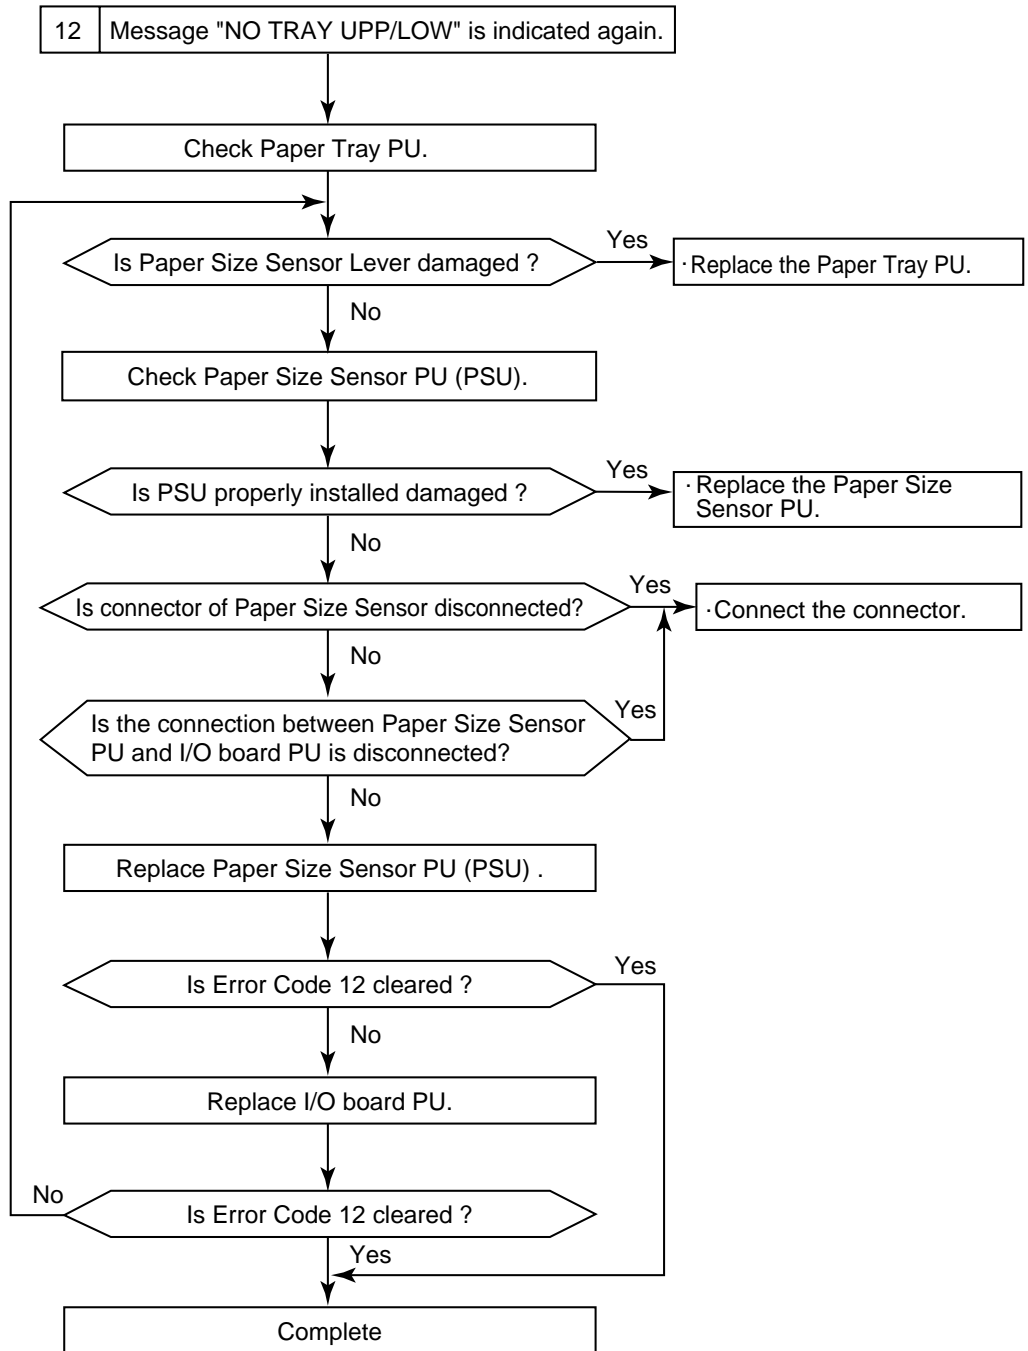 12 Message "NO TRAY UPP/LOW" is indicated again.
Check Paper Tray PU.
Is Paper Size Sensor Lever damaged ?
Yes
·Replace the Paper Tray PU.
No
Check Paper Size Sensor PU (PSU).
Is PSU properly installed damaged ?
Yes
·Replace the Paper Size
Sensor PU.
No
Is connector of Paper Size Sensor disconnected?
Yes
·Connect the connector.
No
Is the connection between Paper Size Sensor
PU and I/O board PU is disconnected?
Yes
No
Replace Paper Size Sensor PU (PSU) .
Is Error Code 12 cleared ?
Yes
No
Replace I/O board PU.
Is Error Code 12 cleared ?
No
Yes
Complete